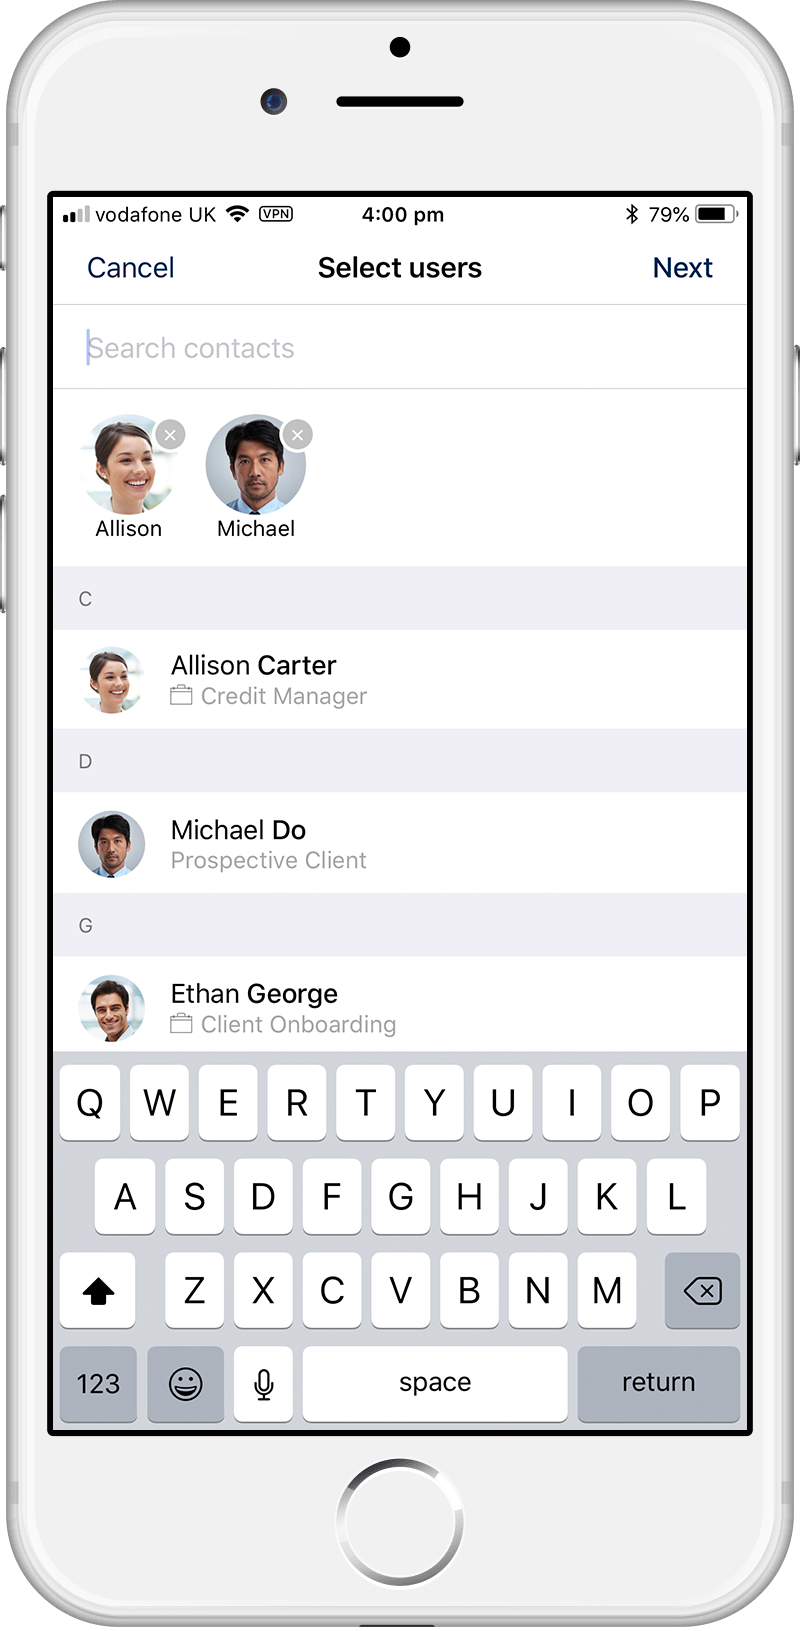 vodafone UK VPN 4:00 pm 79%
Cancel Select users Next
Search contacts
Allison Michael
C
Allison Carter
Credit Manager
D
Michael Do
Prospective Client
G
Ethan George
Client Onboarding
Q W E R T Y U I O P
A S D F G H J K L
Z X C V B N M
123 space return